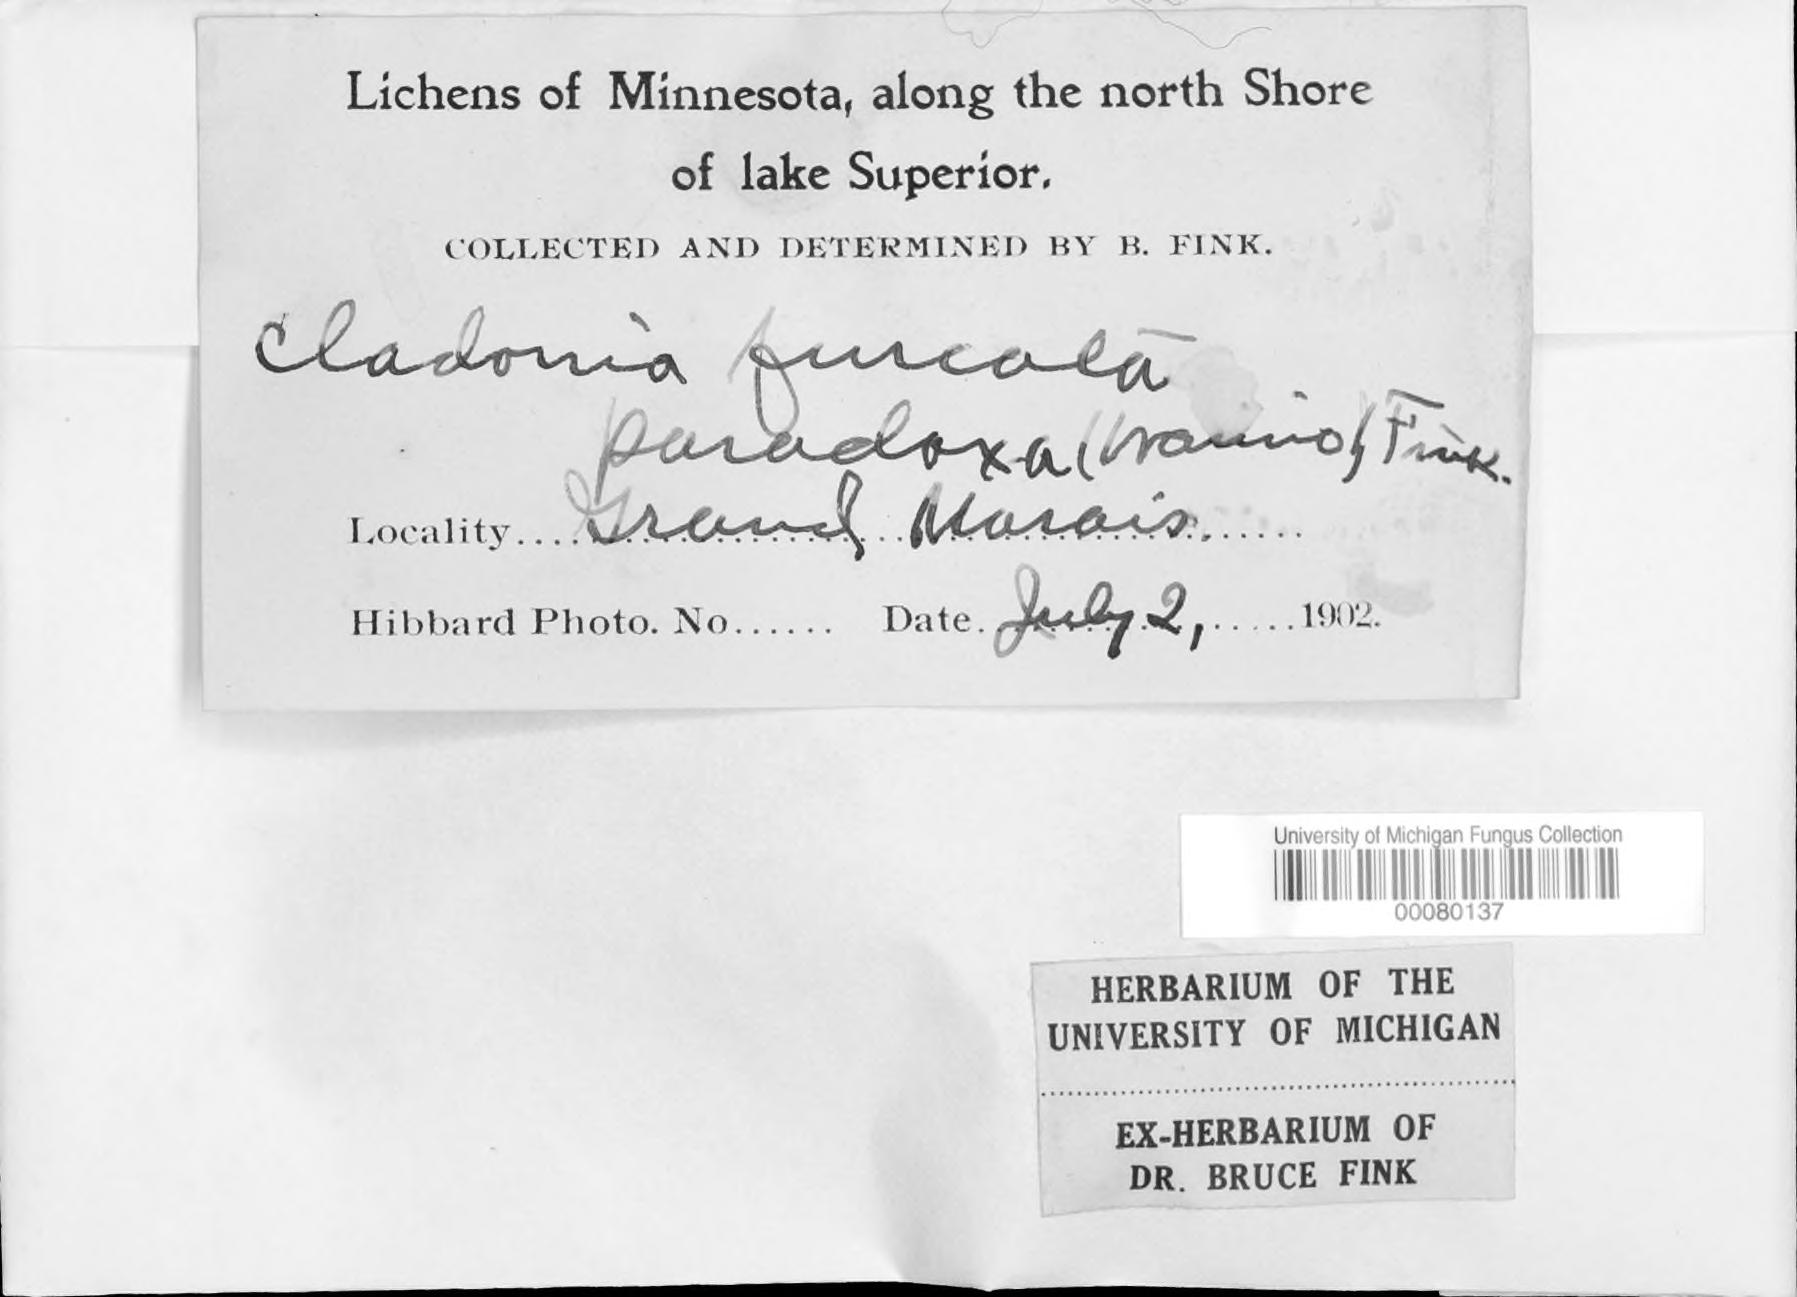 Lichens of Minnesota, along the north Shore
of lake Superior.
COLLECTED AND DETERMINED BY B. FINK.
Cladonia furcata
paradoxa (Wainio) Fink.
Locality....Grand Marais.......
Hibbard Photo. No...... Date. July 2, .....1902.
University of Michigan Fungus Collection
00080137
HERBARIUM OF THE
UNIVERSITY OF MICHIGAN
EX-HERBARIUM OF
DR. BRUCE FINK